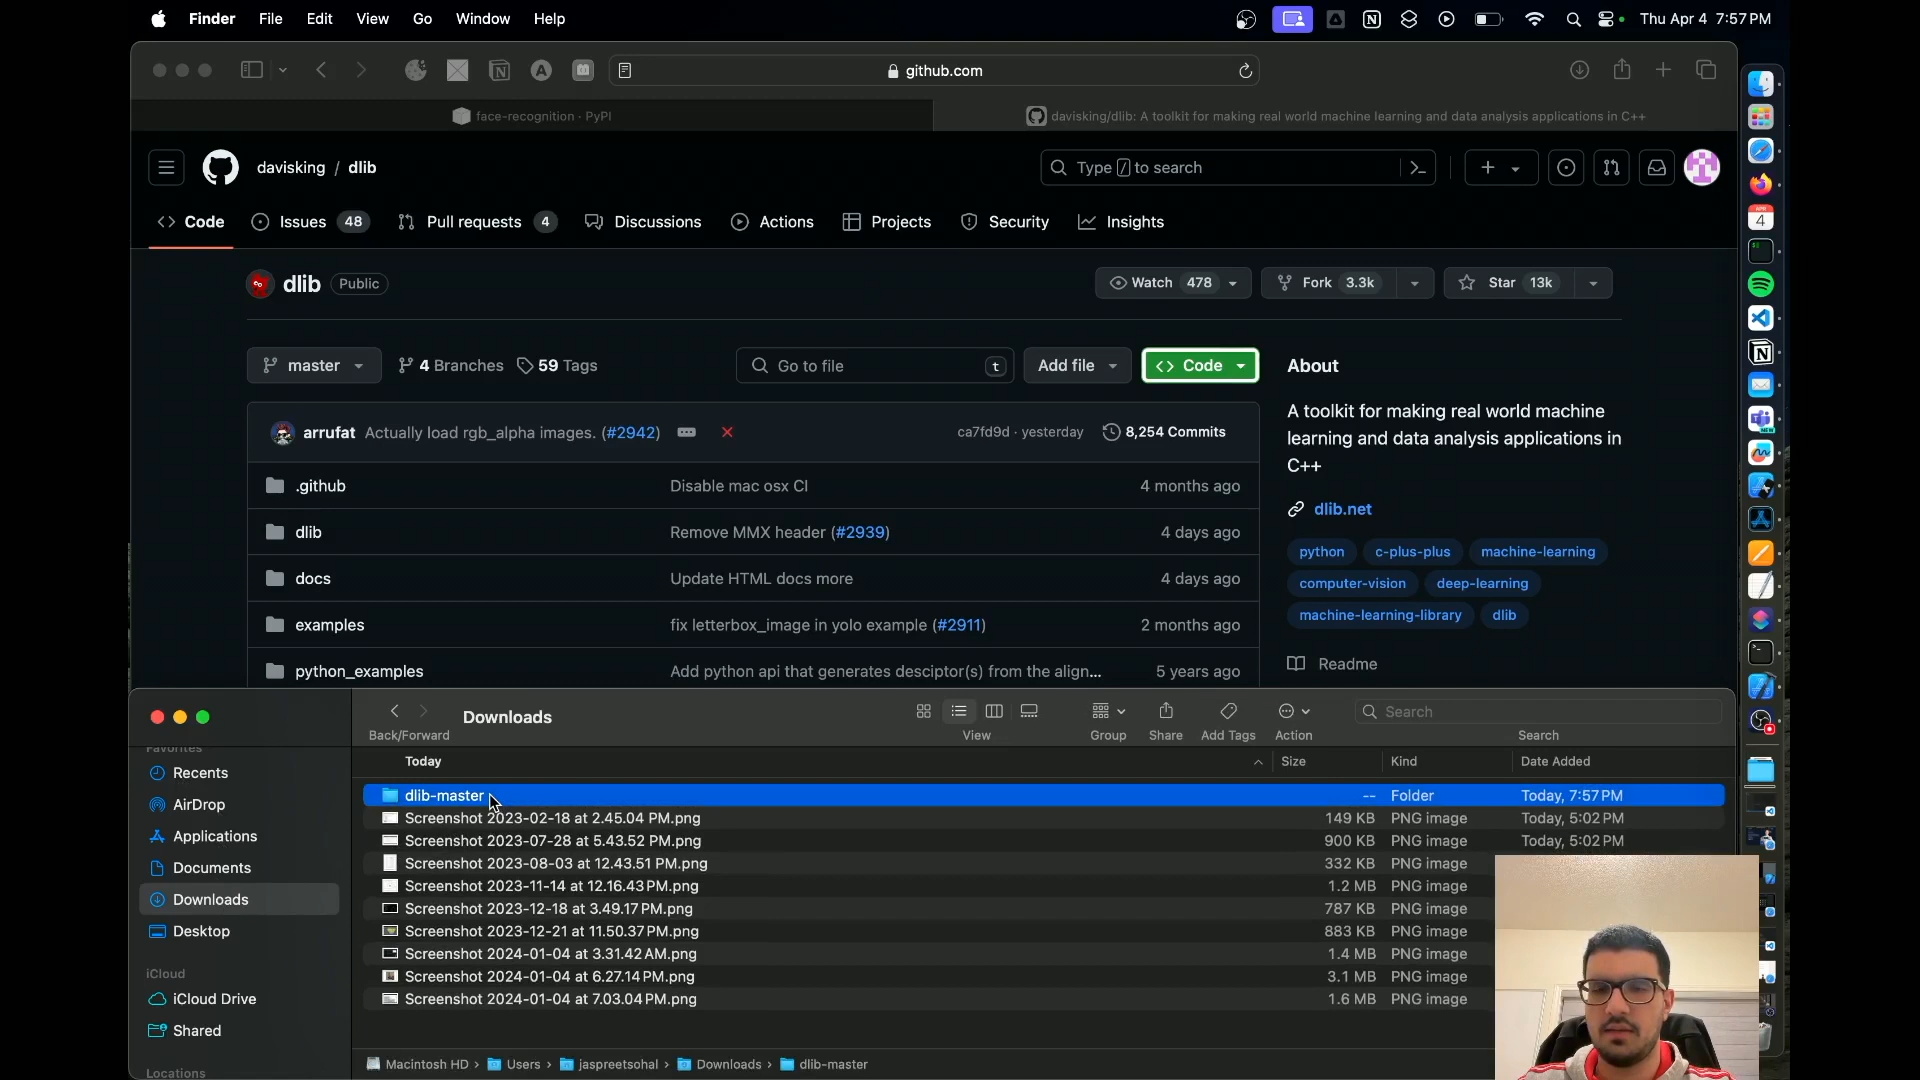 Finder File Edit View Go Window Help Thu Apr 4 7:57 PM
github.com
face-recognition - PyPI
davisking/dlib: A toolkit for making real world machine learning and data analysis applications in C++
davisking / dlib
Type / to search
Code Issues 48 Pull requests 4 Discussions Actions Projects Security Insights
dlib Public Watch 478 Fork 3.3k Star 13k
master 4 Branches 59 Tags Go to file t Add file Code About
arrufat Actually load rgb_alpha images. (#2942) ca7fd9d · yesterday 8,254 Commits
.github Disable mac osx CI 4 months ago
dlib Remove MMX header (#2939) 4 days ago
docs Update HTML docs more 4 days ago
examples fix letterbox_image in yolo example (#2911) 2 months ago
python_examples Add python api that generates desciptor(s) from the align... 5 years ago
A toolkit for making real world machine
learning and data analysis applications in
C++
dlib.net
python c-plus-plus machine-learning
computer-vision deep-learning
machine-learning-library dlib
Readme
Downloads Search
Back/Forward View Group Share Add Tags Action Search
Favorites
Recents
AirDrop
Applications
Documents
Downloads
Desktop
iCloud
iCloud Drive
Shared
Locations
Today Size Kind Date Added
dlib-master -- Folder Today, 7:57 PM
Screenshot 2023-02-18 at 2.45.04 PM.png 149 KB PNG image Today, 5:02 PM
Screenshot 2023-07-28 at 5.43.52 PM.png 900 KB PNG image Today, 5:02 PM
Screenshot 2023-08-03 at 12.43.51 PM.png 332 KB PNG image
Screenshot 2023-11-14 at 12.16.43 PM.png 1.2 MB PNG image
Screenshot 2023-12-18 at 3.49.17 PM.png 787 KB PNG image
Screenshot 2023-12-21 at 11.50.37 PM.png 883 KB PNG image
Screenshot 2024-01-04 at 3.31.42 AM.png 1.4 MB PNG image
Screenshot 2024-01-04 at 6.27.14 PM.png 3.1 MB PNG image
Screenshot 2024-01-04 at 7.03.04 PM.png 1.6 MB PNG image
Macintosh HD › Users › jaspreetsohal › Downloads › dlib-master